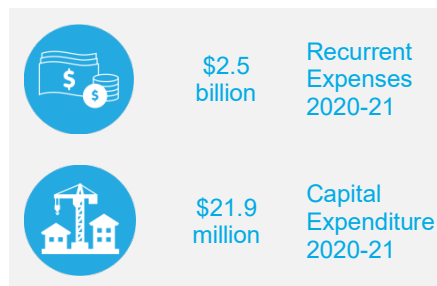 $
$
$2.5
billion
Recurrent
Expenses
2020-21
$21.9
million
Capital
Expenditure
2020-21